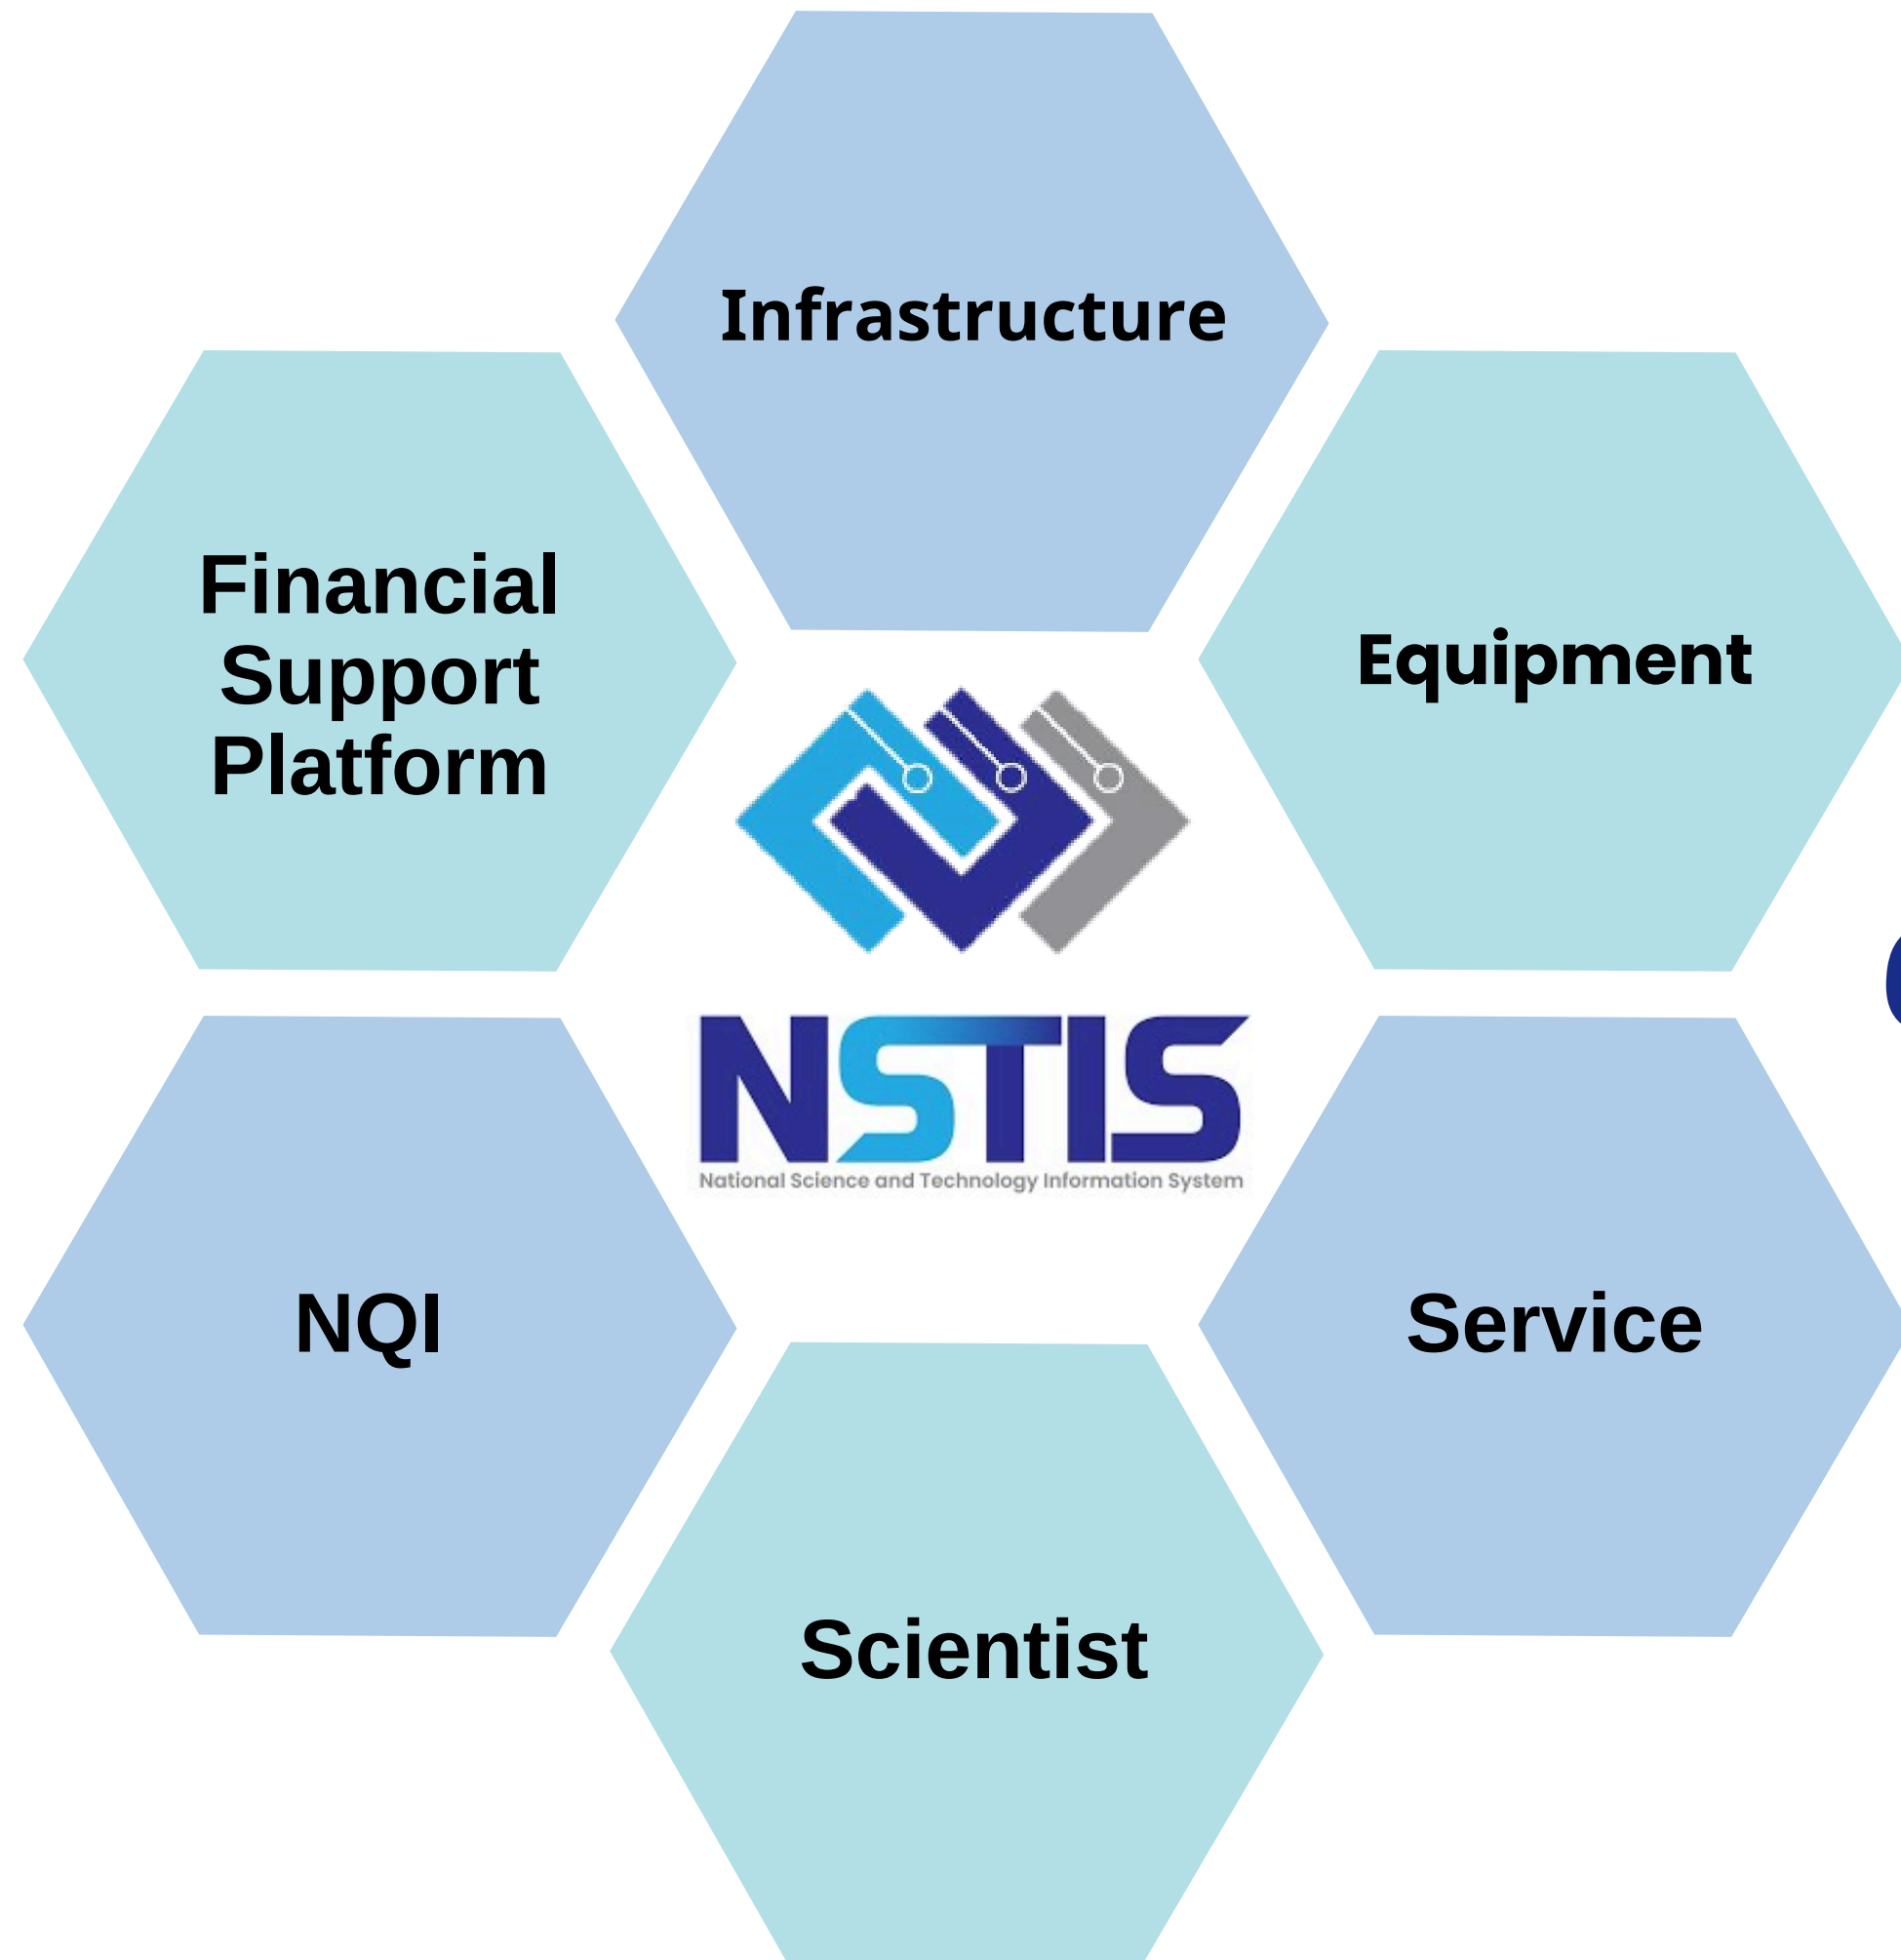 Infrastructure
Financial
Support
Platform
Equipment
NSTIS
National Science and Technology Information System
NQI
Service
Scientist